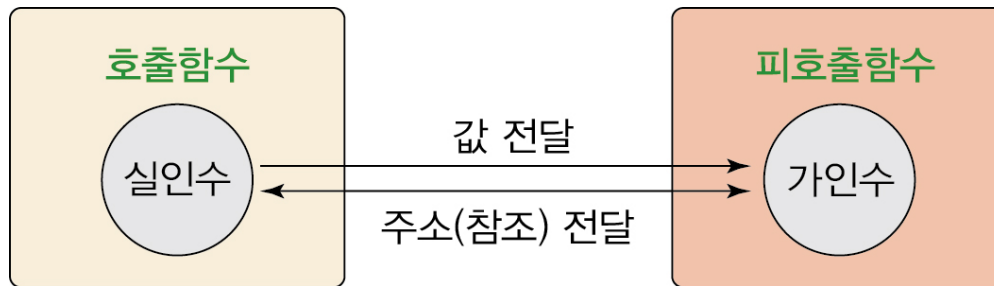 호출함수
피호출함수
값 전달
실인수
가인수
주소(참조) 전달